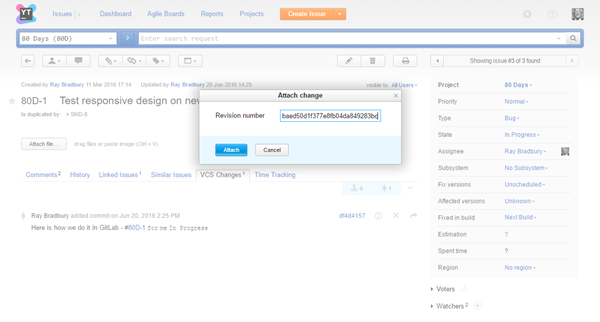 YT
Issues
Dashboard
Agile Boards
Reports
Projects
Create Issue
80 Days (80D)
Enter search request
Showing issue #3 of 3 found
Created by Ray Bradbury 11 Mar 2016 17:14 Updated by Ray Bradbury 20 Jun 2016 14:25
visible to: All Users
80D-1 Test responsive design on new
Is duplicated by: × SND-8
Attach file...
drag files or paste image (Ctrl + V)
Attach change
Revision number
baed50d1f377e8fb04da849283bd
Attach
Cancel
Comments 2
History
Linked Issues 1
Similar Issues
VCS Changes 1
Time Tracking
0
1
Ray Bradbury added commit on Jun 20, 2016 2:25 PM
df4d4157
Here is how we do it in GitLab - #80D-1 for me In Progress
Project 80 Days
Priority Normal
Type Bug
State In Progress
Assignee Ray Bradbury
Subsystem No Subsystem
Fix versions Unscheduled
Affected versions Unknown
Fixed in build Next Build
Estimation ?
Spent time ?
Region No region
Voters
Watchers 2